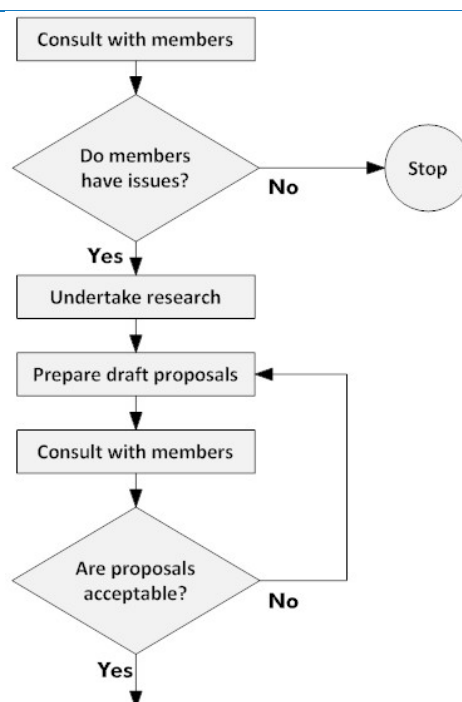 Consult with members
Do members
have issues?
Stop
No
Yes
Undertake research
Prepare draft proposals
Consult with members
Are proposals
acceptable?
No
Yes